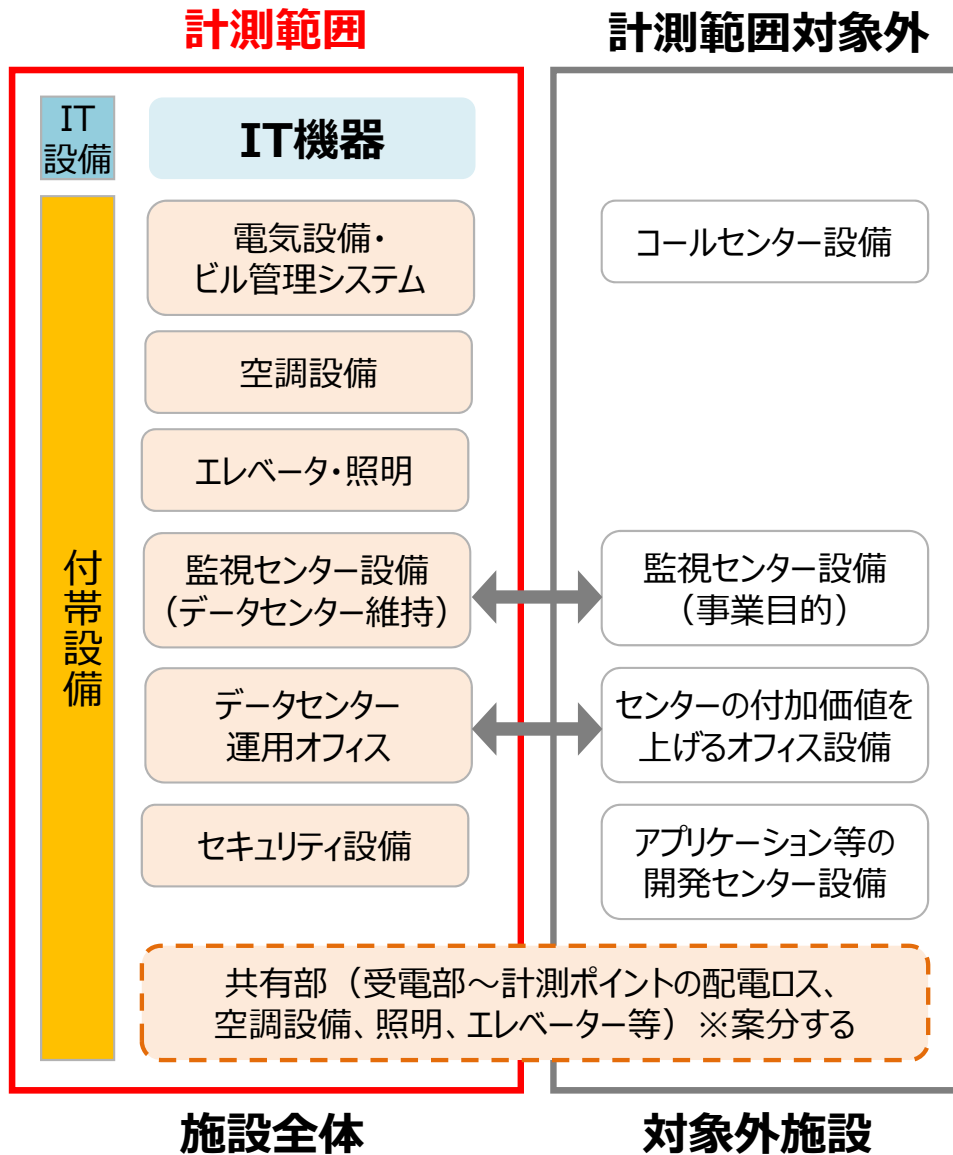 計測範囲
計測範囲対象外
IT
設備
IT機器
付帯設備
電気設備・
ビル管理システム
空調設備
エレベータ・照明
監視センター設備
（データセンター維持）
データセンター
運用オフィス
セキュリティ設備
コールセンター設備
監視センター設備
（事業目的）
センターの付加価値を
上げるオフィス設備
アプリケーション等の
開発センター設備
共有部（受電部～計測ポイントの配電ロス、
空調設備、照明、エレベーター等）※案分する
施設全体
対象外施設